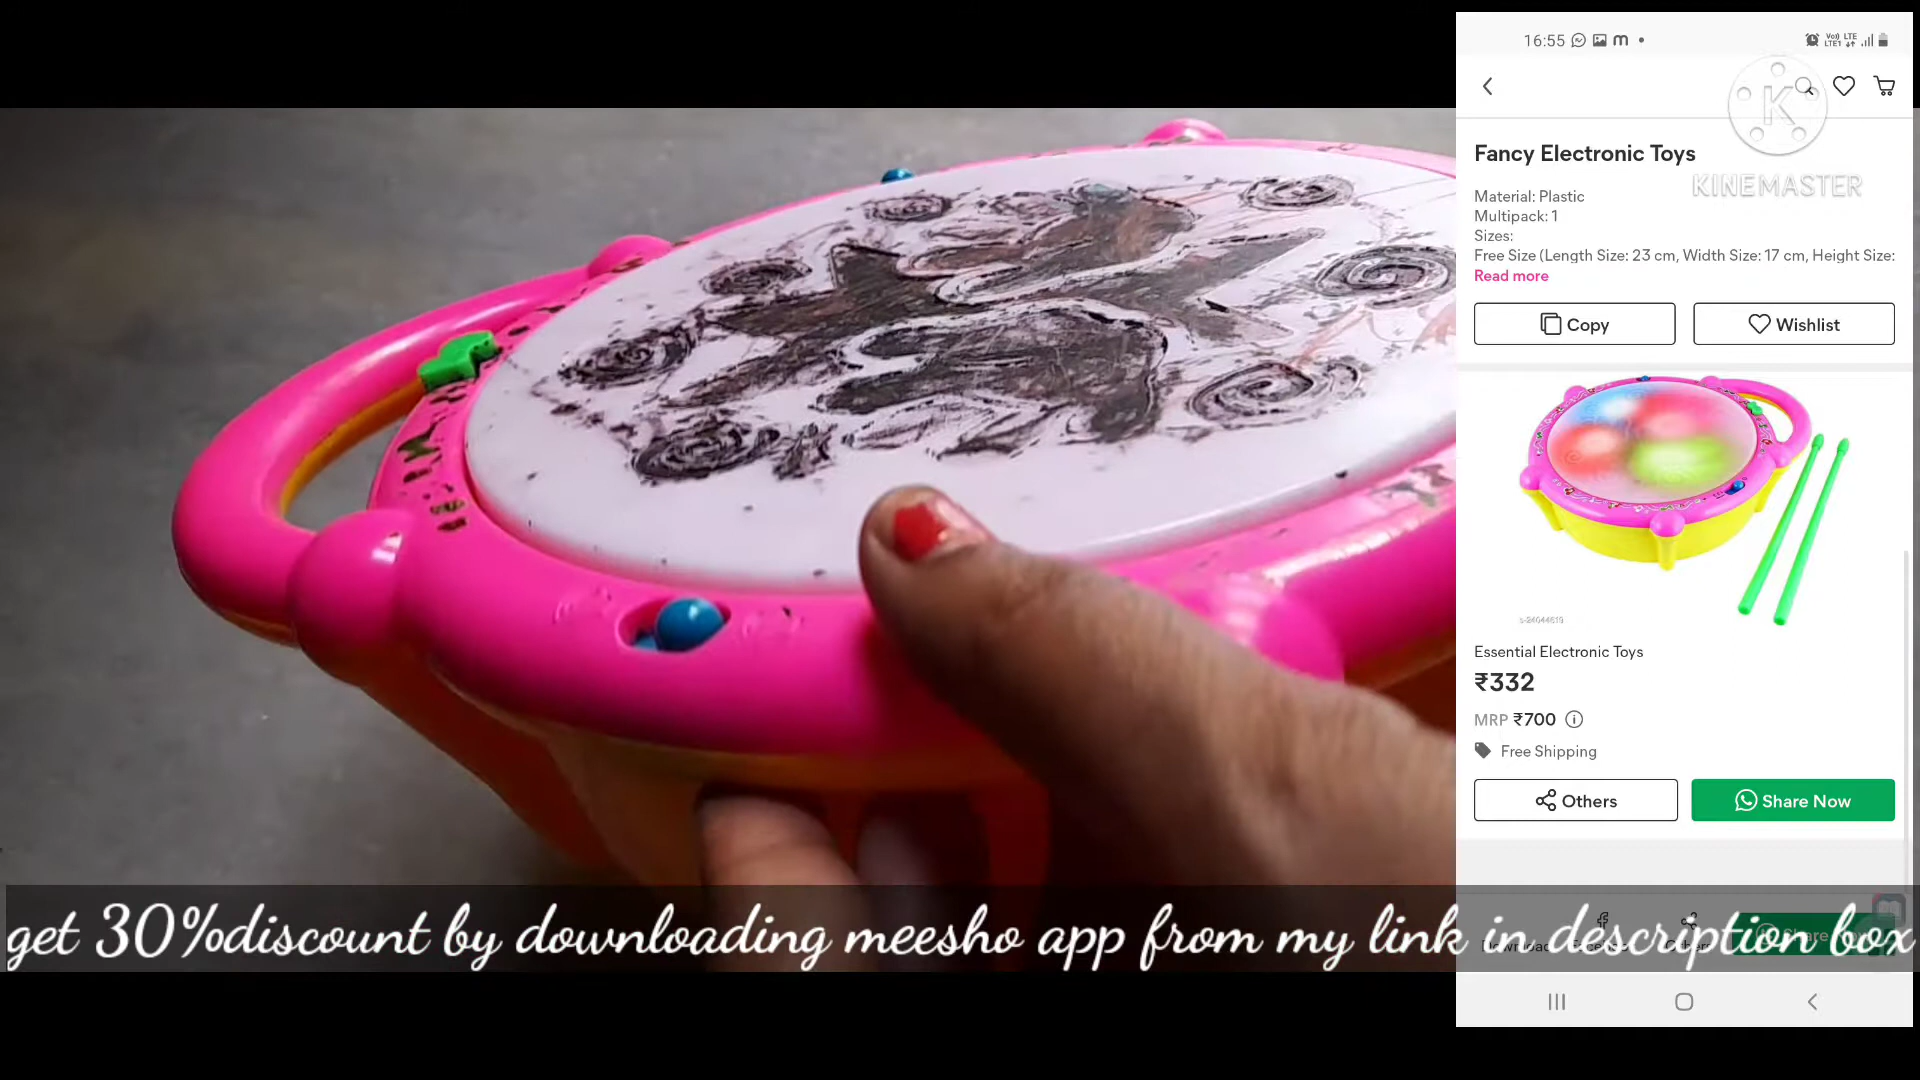 16:55
KINEMASTER
Fancy Electronic Toys
Material: Plastic
Multipack: 1
Sizes:
Free Size (Length Size: 23 cm, Width Size: 17 cm, Height Size:
Read more
Copy
Wishlist
s-24044619
Essential Electronic Toys
₹332
MRP ₹700
Free Shipping
Others
Share Now
get 30%discount by downloading meesho app from my link in description box